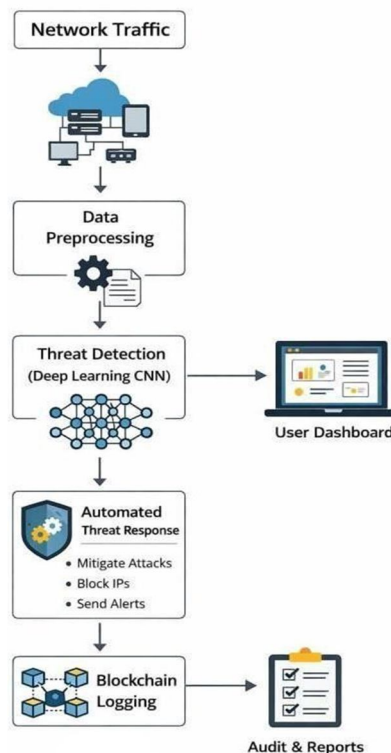 Network Traffic
Data
Preprocessing
Threat Detection
(Deep Learning CNN)
User Dashboard
Automated
Threat Response
• Mitigate Attacks
• Block IPs
• Send Alerts
Blockchain
Logging
Audit & Reports